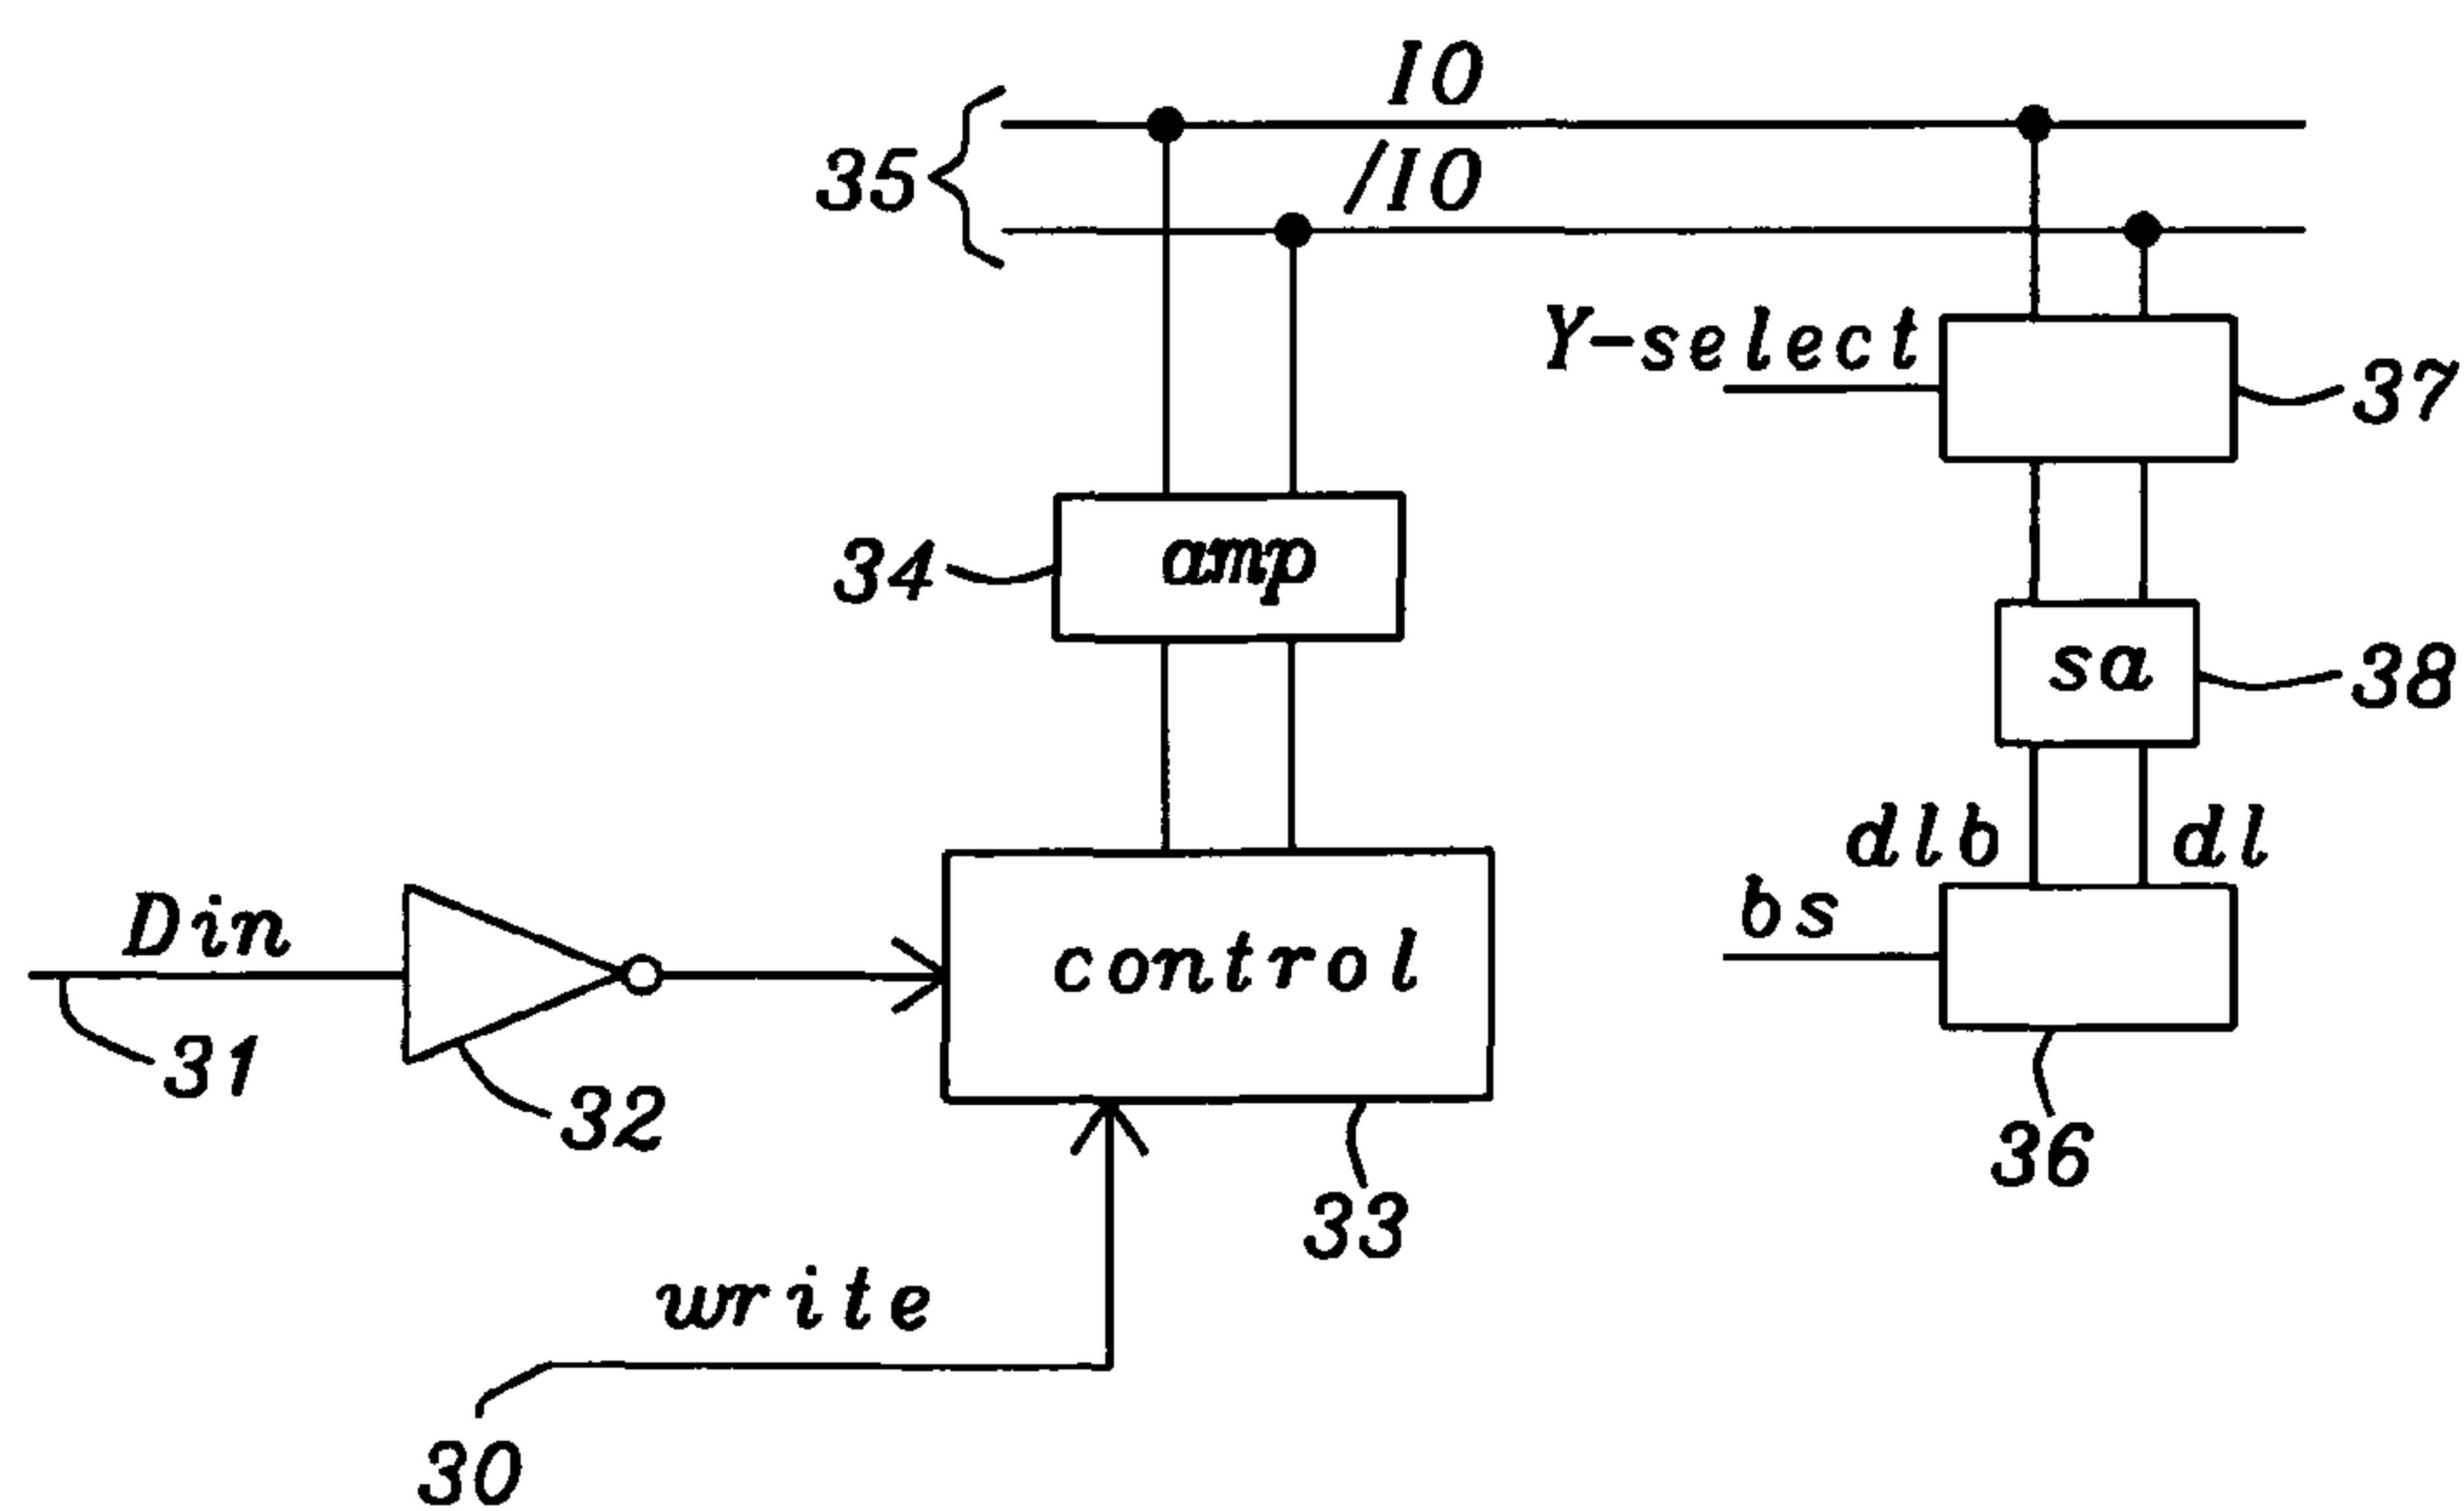 IO
35
/IO
Y-select
37
34
amp
sa
38
dlb
dl
bs
Din
control
31
32
36
33
write
30